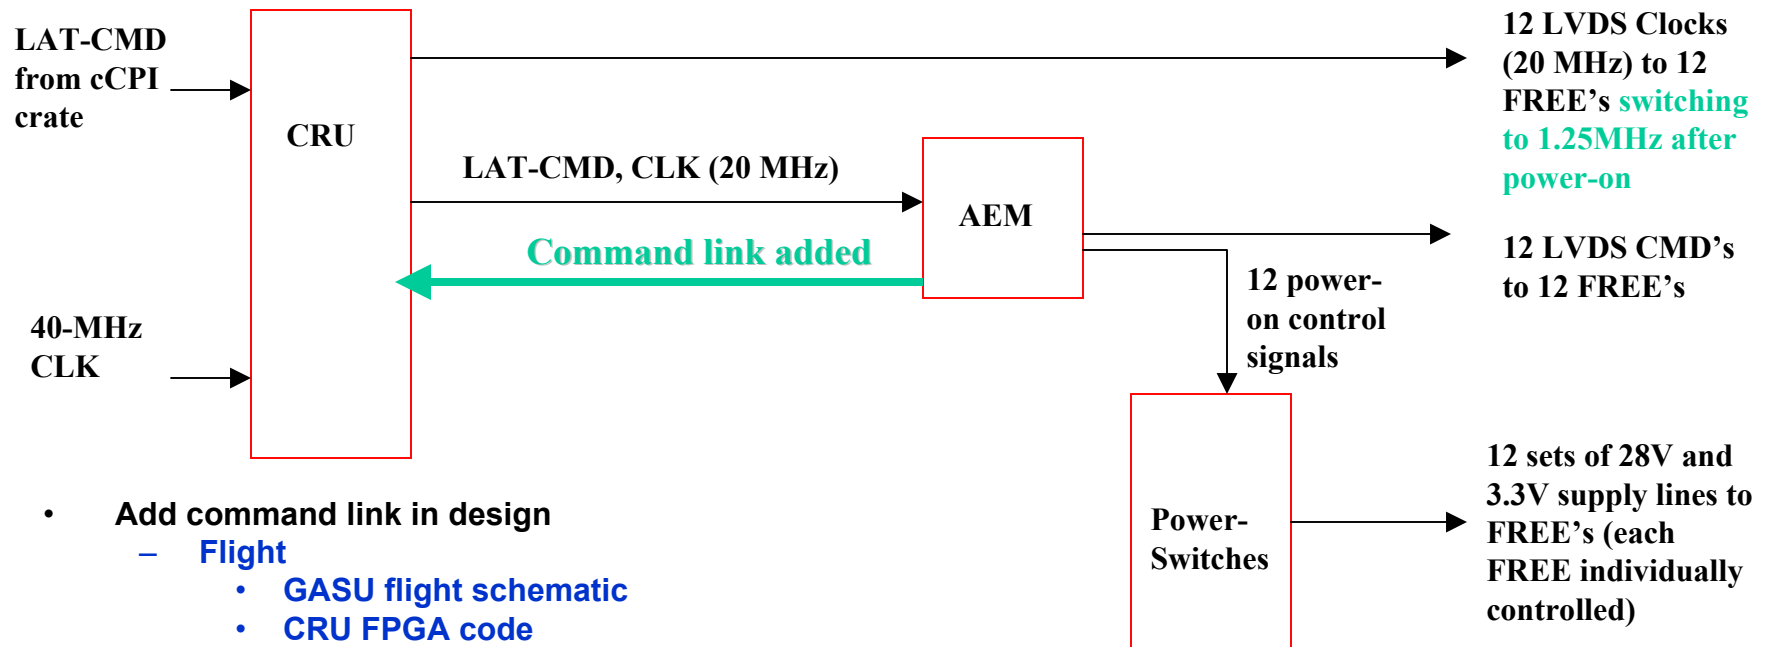 LAT-CMD
from cCPI
crate
CRU
40-MHz
CLK
LAT-CMD, CLK (20 MHz)
Command link added
AEM
12 LVDS Clocks
(20 MHz) to 12
FREE’s switching
to 1.25MHz after
power-on
12 LVDS CMD’s
to 12 FREE’s
12 power-
on control
signals
Power-
Switches
12 sets of 28V and
3.3V supply lines to
FREE’s (each
FREE individually
controlled)
• Add command link in design
– Flight
• GASU flight schematic
• CRU FPGA code